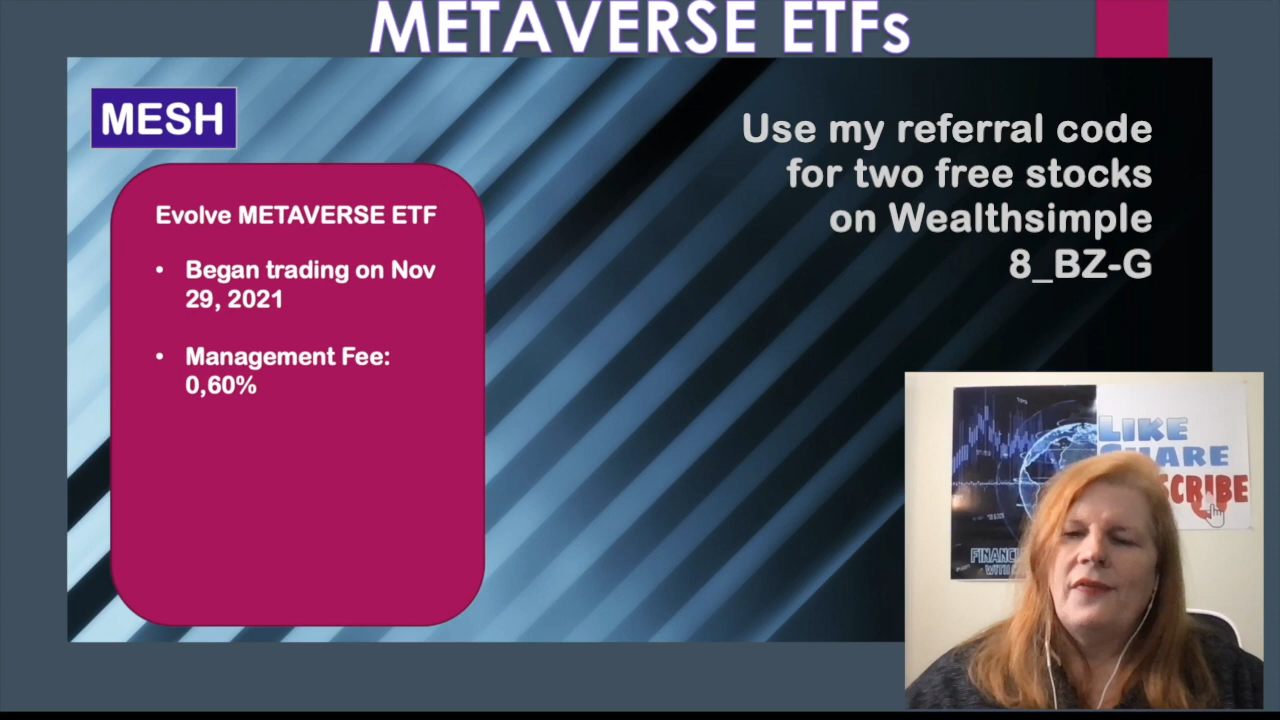 METAVERSE ETFs
MESH
Evolve METAVERSE ETF
• Began trading on Nov
29, 2021
• Management Fee:
0,60%
Use my referral code
for two free stocks
on Wealthsimple
8_BZ-G
LIKE
SHARE